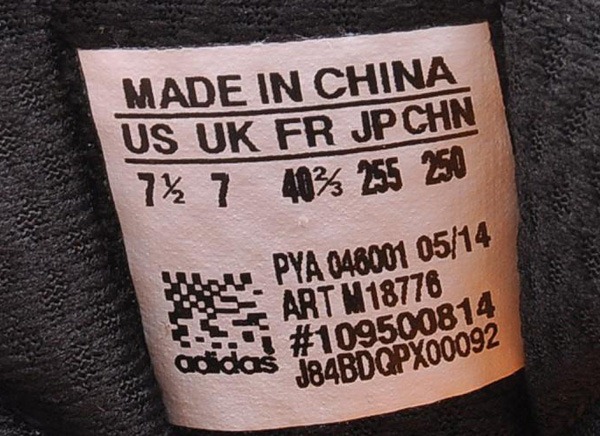 MADE IN CHINA
US UK FR JP CHN
7½ 7 40⅔ 255 250
PYA 046001 05/14
ART M18776
#109500814
J84BDQPX00092
adidas